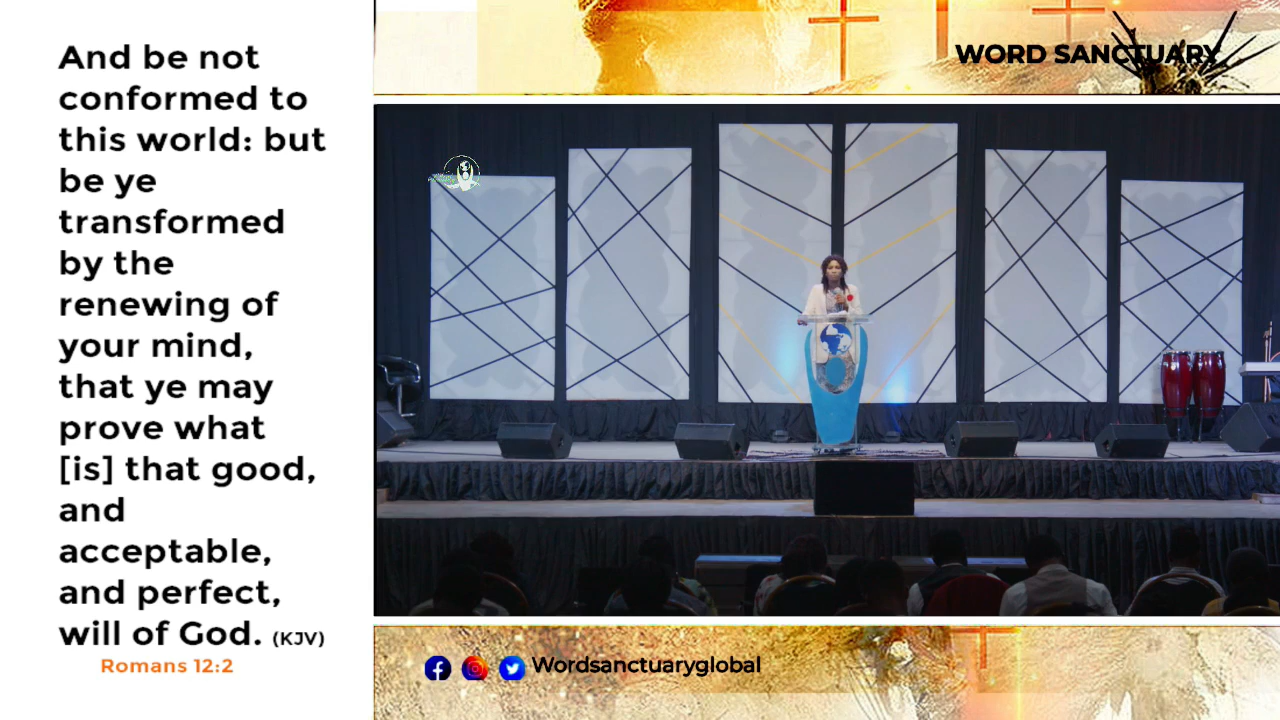 And be not
conformed to
this world: but
be ye
transformed
by the
renewing of
your mind,
that ye may
prove what
[is] that good,
and
acceptable,
and perfect,
will of God. (KJV)
Romans 12:2
WORD SANCTUARY
Wordsanctuaryglobal